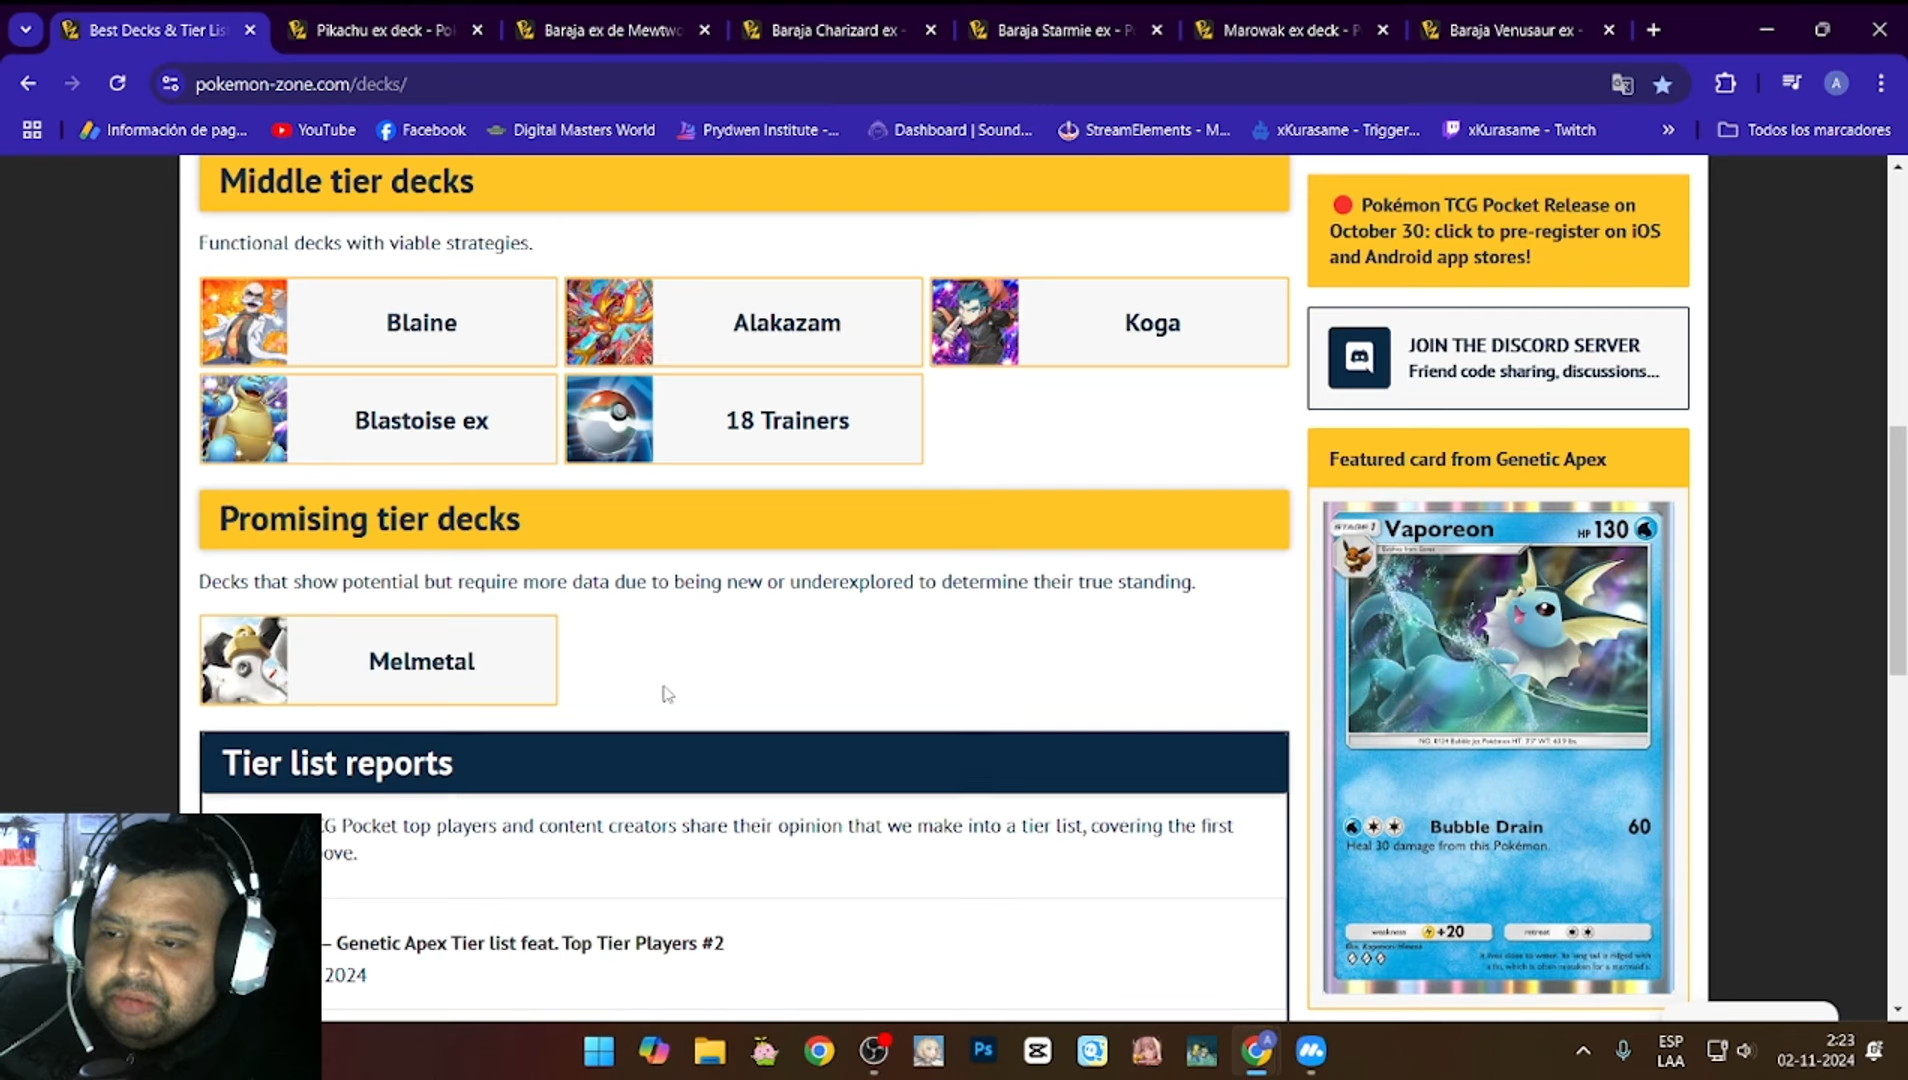 Best Decks & Tier Lis
Pikachu ex deck - Po
Baraja ex de Mewtw
Baraja Charizard ex -
Baraja Starmie ex - P
Marowak ex deck - P
Baraja Venusaur ex -
pokemon-zone.com/decks/
A
Información de pag...
YouTube
Facebook
Digital Masters World
Prydwen Institute -...
Dashboard | Sound...
StreamElements - M...
xKurasame - Trigger...
xKurasame - Twitch
»
Todos los marcadores
Middle tier decks
Functional decks with viable strategies.
Blaine
Alakazam
Koga
Blastoise ex
18 Trainers
Promising tier decks
Decks that show potential but require more data due to being new or underexplored to determine their true standing.
Melmetal
Tier list reports
CG Pocket top players and content creators share their opinion that we make into a tier list, covering the first
ove.
– Genetic Apex Tier list feat. Top Tier Players #2
2024
Pokémon TCG Pocket Release on
October 30: click to pre-register on iOS
and Android app stores!
JOIN THE DISCORD SERVER
Friend code sharing, discussions...
Featured card from Genetic Apex
STAGE 1
Vaporeon
HP 130
Bubble Drain 60
Heal 30 damage from this Pokémon.
weakness +20
retreat
Ps
A
ESP
LAA
2:23
02-11-2024